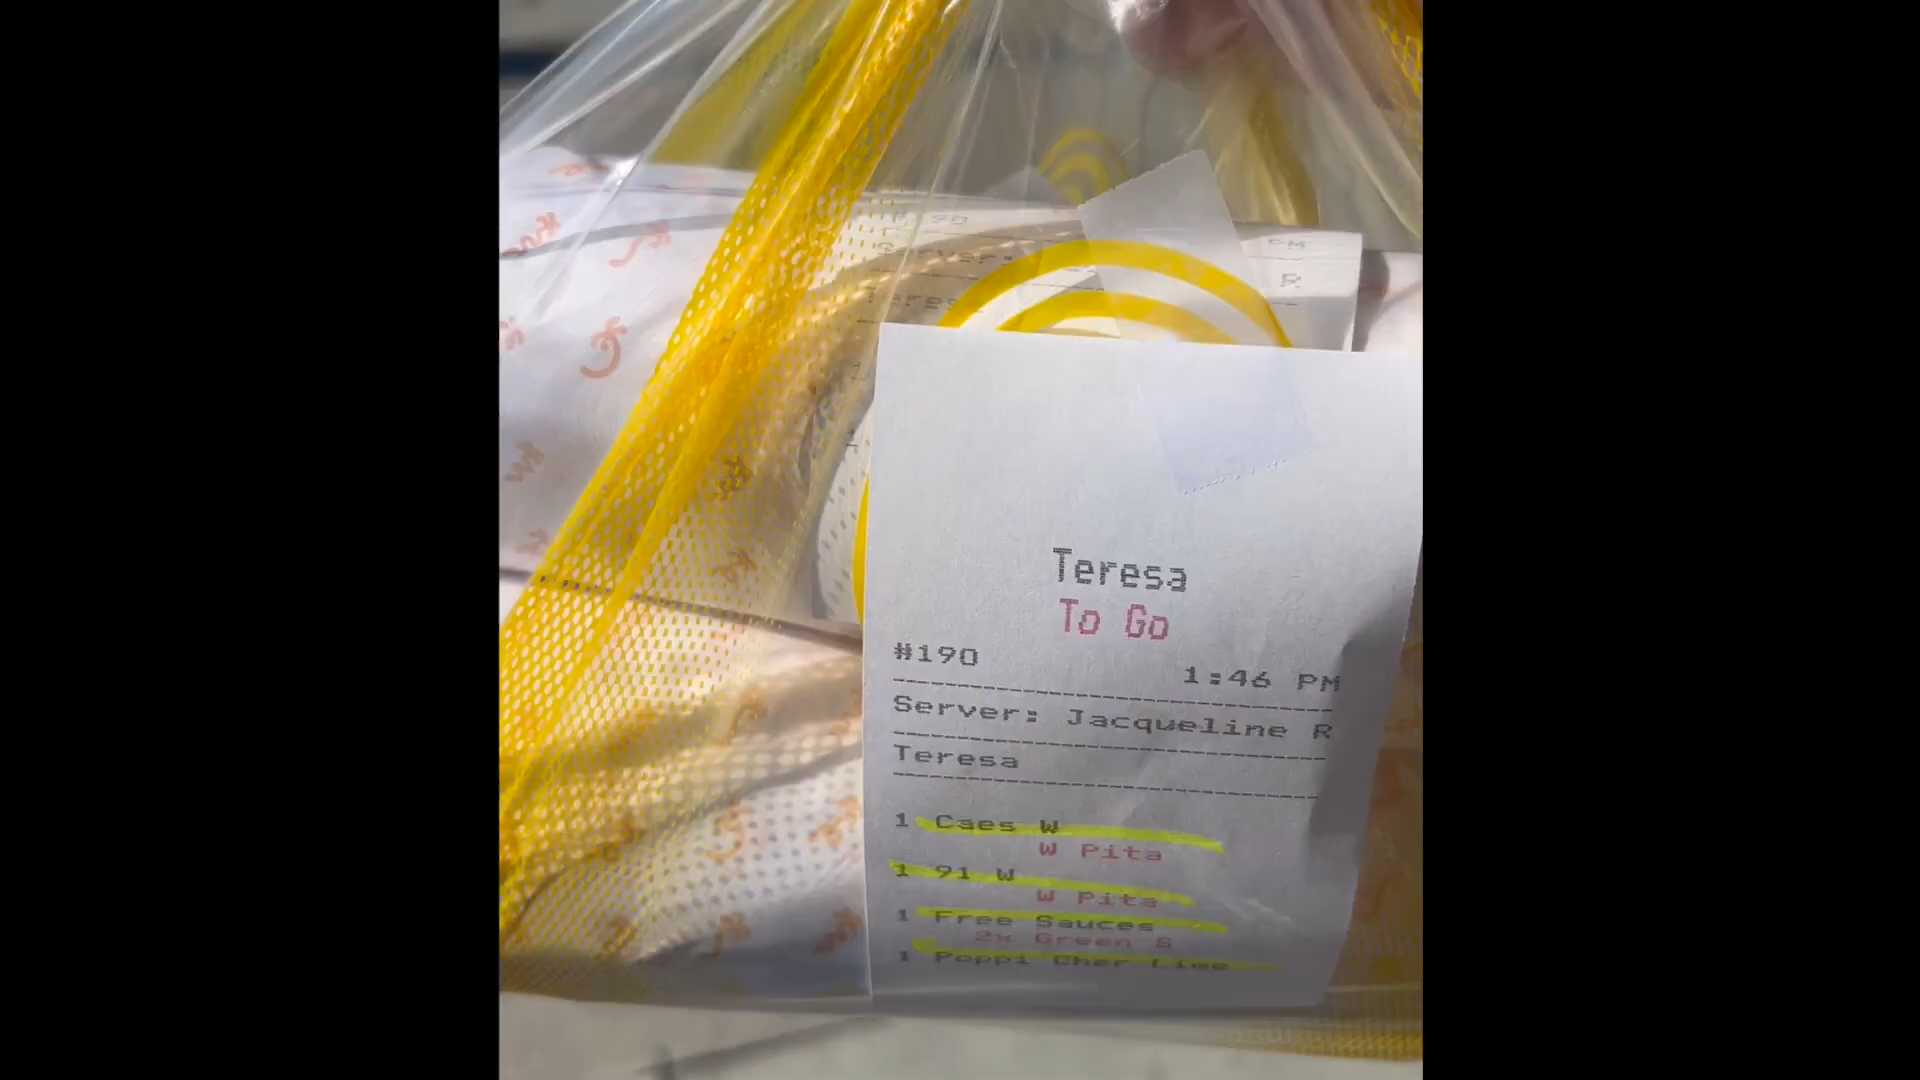 Teresa
To Go
#190
1:46 PM
Server: Jacqueline R
Teresa
1 Caes W
W Pita
1 91 W
W Pita
1 Free Sauces
2x Green S
1 Poppi Cher Lime